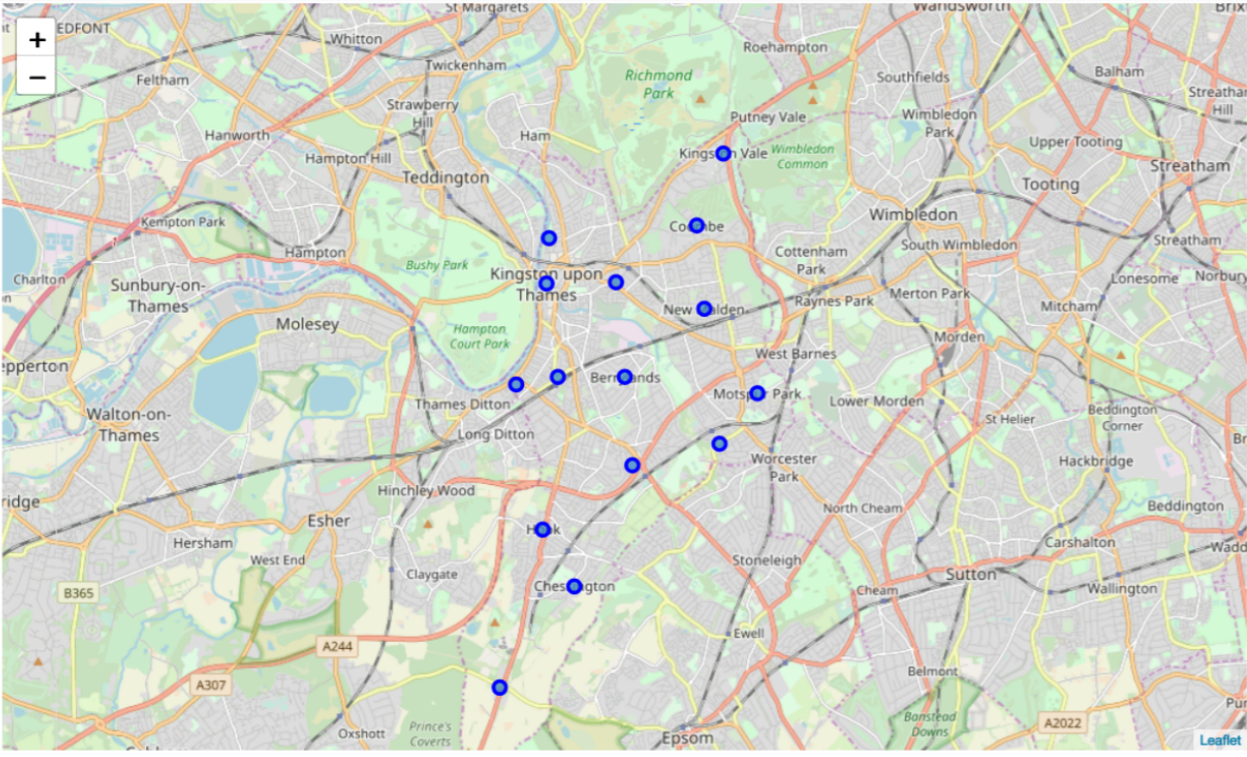 St Margarets
Wandsworth
EDFONT
+
Whitton
Roehampton
Twickenham
−
Feltham
Richmond
Park
Southfields
Balham
Strawberry
Hill
Streatham
Hill
Putney Vale
Wimbledon
Park
Hanworth
Ham
Upper Tooting
Hampton Hill
Wimbledon
Common
Streatham
Teddington
Tooting
Kempton Park
Wimbledon
Hampton
Cottenham
Park
South Wimbledon
Streatham
Bushy Park
Kingston upon
Thames
Charlton
Sunbury-on-
Thames
Lonesome
Norbury
Raynes Park
Merton Park
Mitcham
Molesey
Hampton
Court Park
Morden
West Barnes
epperton
Thames Ditton
Lower Morden
Walton-on-
Thames
St Helier
Beddington
Corner
Long Ditton
Worcester
Park
Hackbridge
Hinchley Wood
ridge
North Cheam
Beddington
Esher
Hersham
Carshalton
Wadd
West End
Stoneleigh
Claygate
Sutton
B365
Cheam
Wallington
Ewell
A244
Belmont
A307
Prince's
Coverts
Banstead
Downs
A2022
Oxshott
Epsom
Leaflet